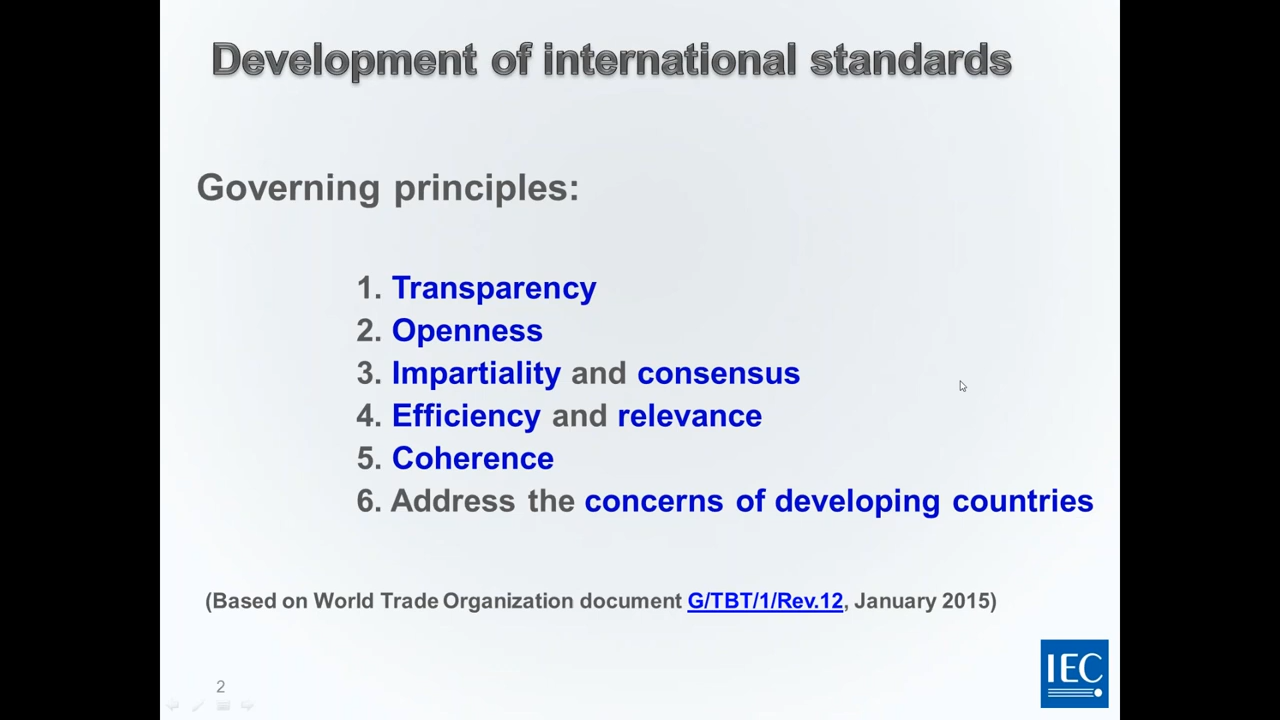 Development of international standards
Governing principles:
1. Transparency
2. Openness
3. Impartiality and consensus
4. Efficiency and relevance
5. Coherence
6. Address the concerns of developing countries
(Based on World Trade Organization document G/TBT/1/Rev.12, January 2015)
2
IEC